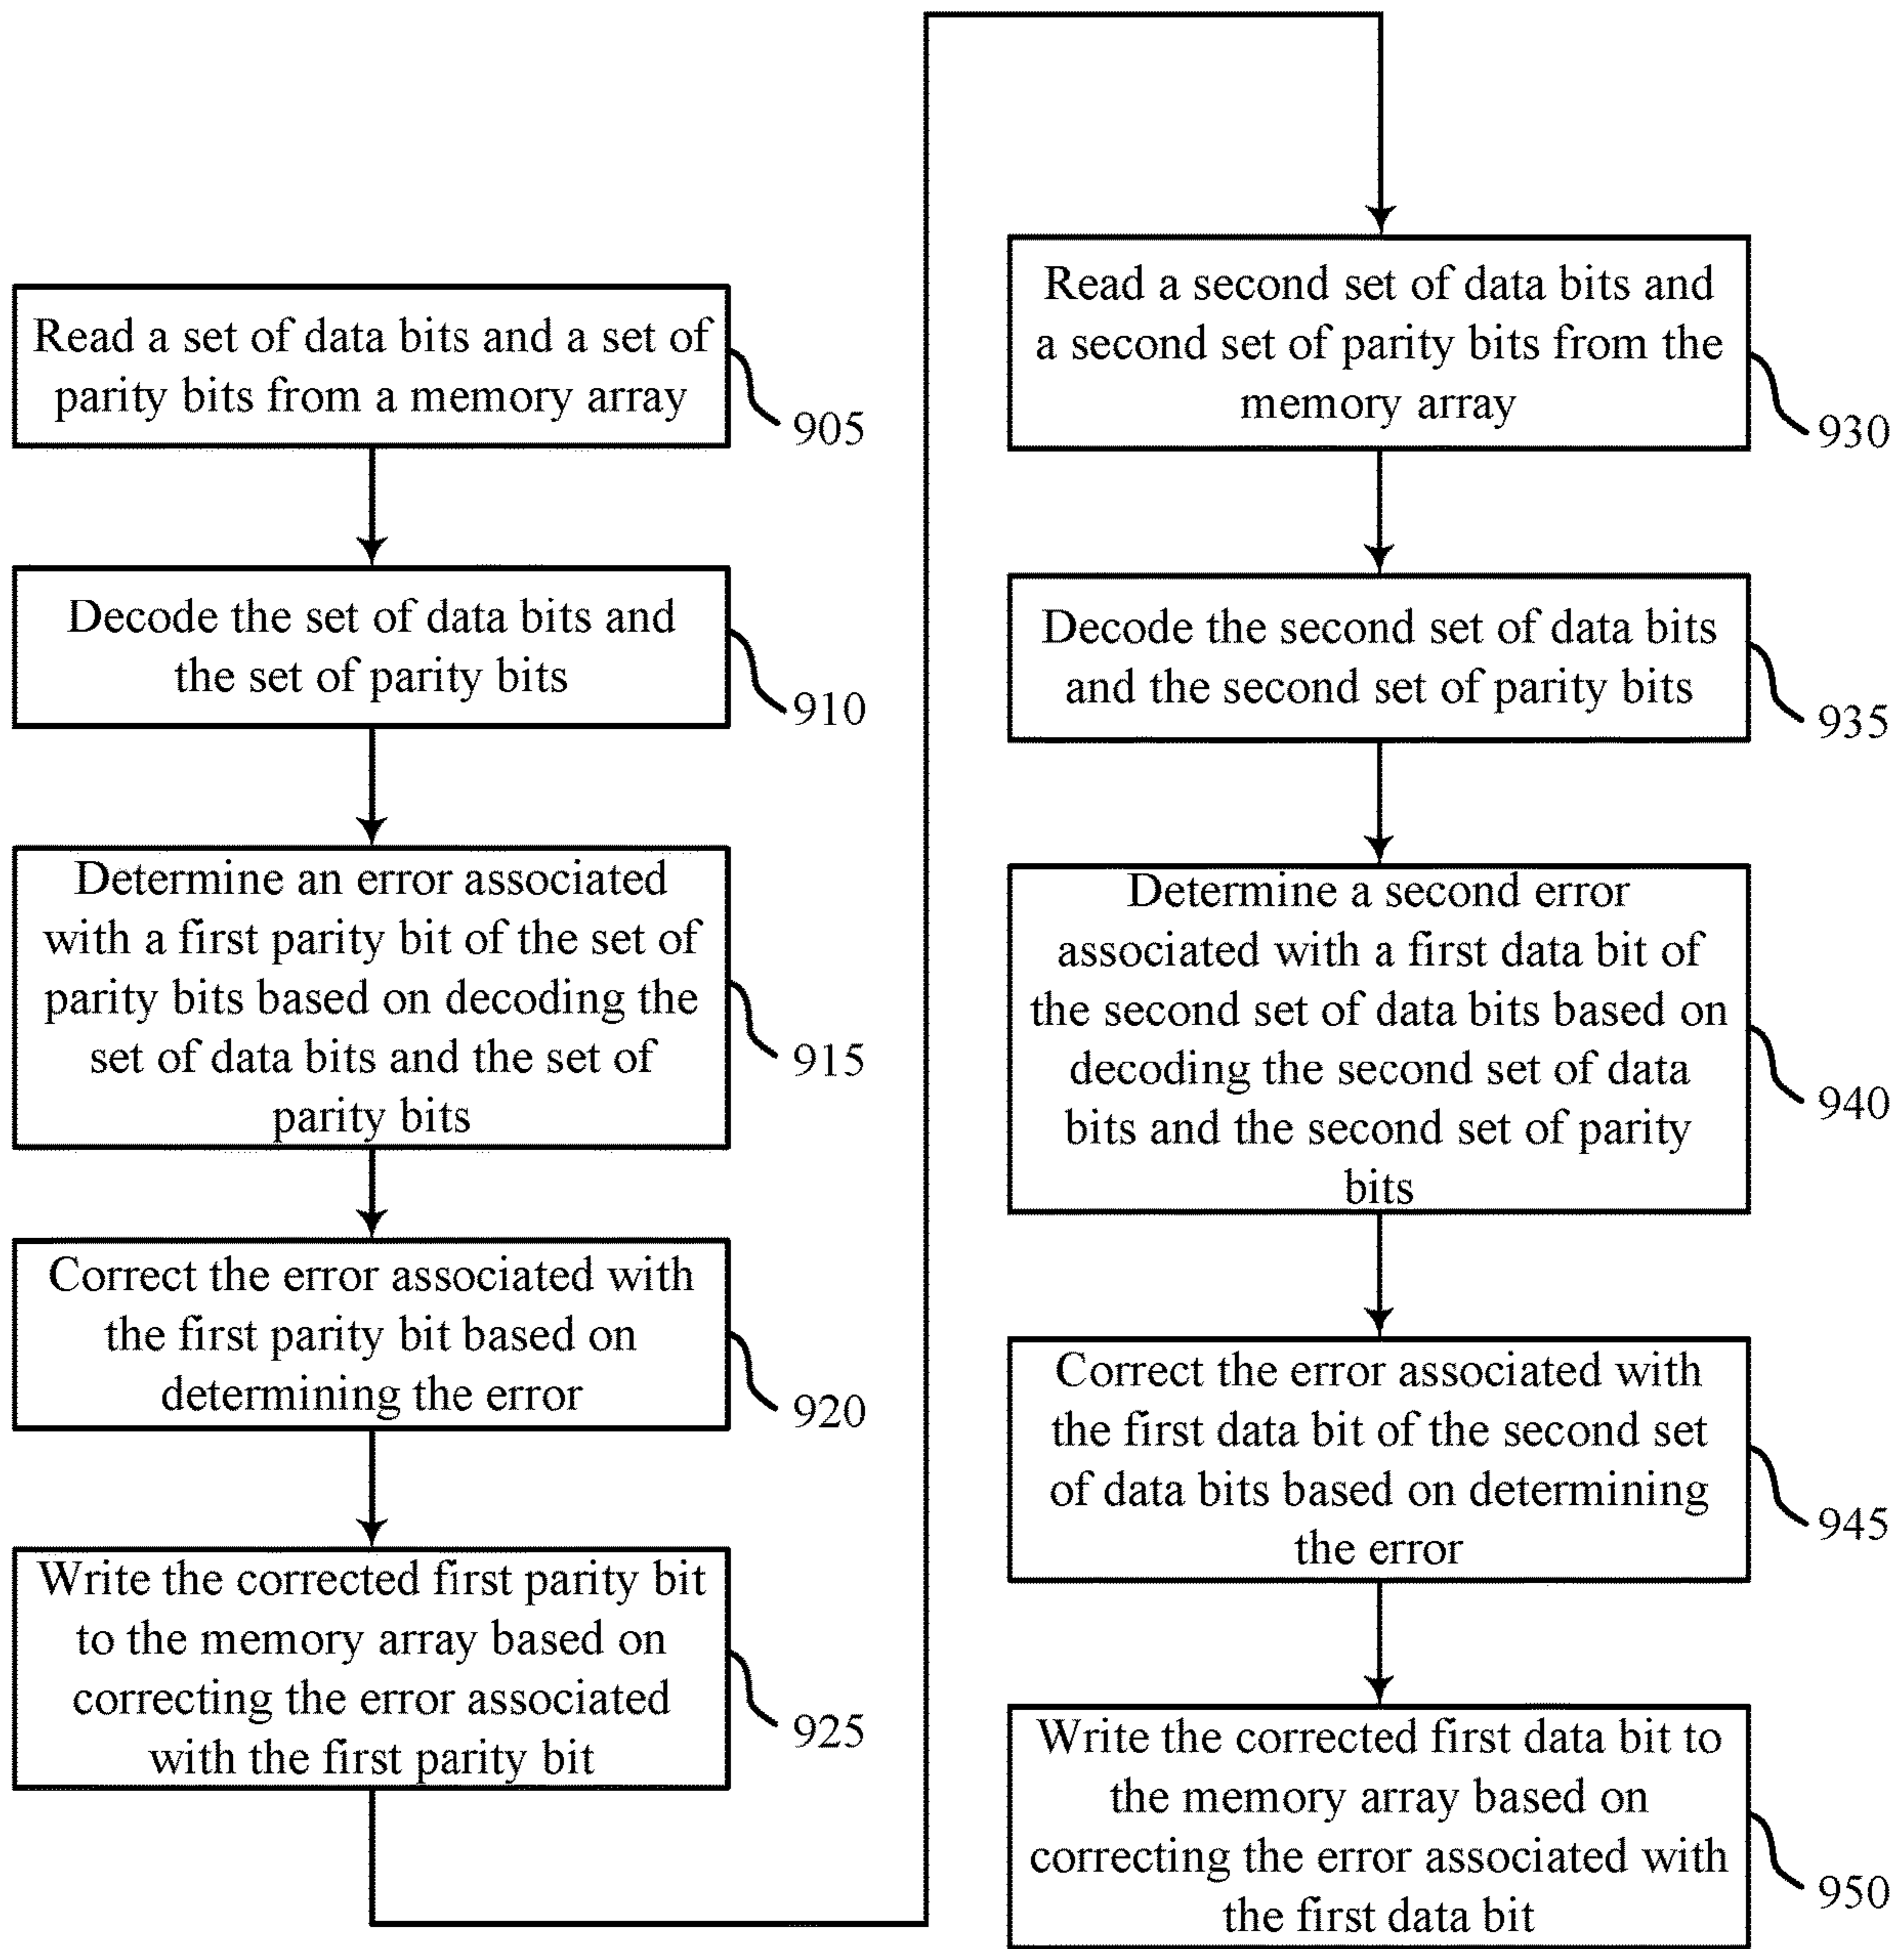 Read a set of data bits and a set of
parity bits from a memory array
905
Decode the set of data bits and
the set of parity bits
910
Determine an error associated
with a first parity bit of the set of
parity bits based on decoding the
set of data bits and the set of
parity bits
915
Correct the error associated with
the first parity bit based on
determining the error
920
Write the corrected first parity bit
to the memory array based on
correcting the error associated
with the first parity bit
925
Read a second set of data bits and
a second set of parity bits from the
memory array
930
Decode the second set of data bits
and the second set of parity bits
935
Determine a second error
associated with a first data bit of
the second set of data bits based on
decoding the second set of data
bits and the second set of parity
bits
940
Correct the error associated with
the first data bit of the second set
of data bits based on determining
the error
945
Write the corrected first data bit to
the memory array based on
correcting the error associated with
the first data bit
950